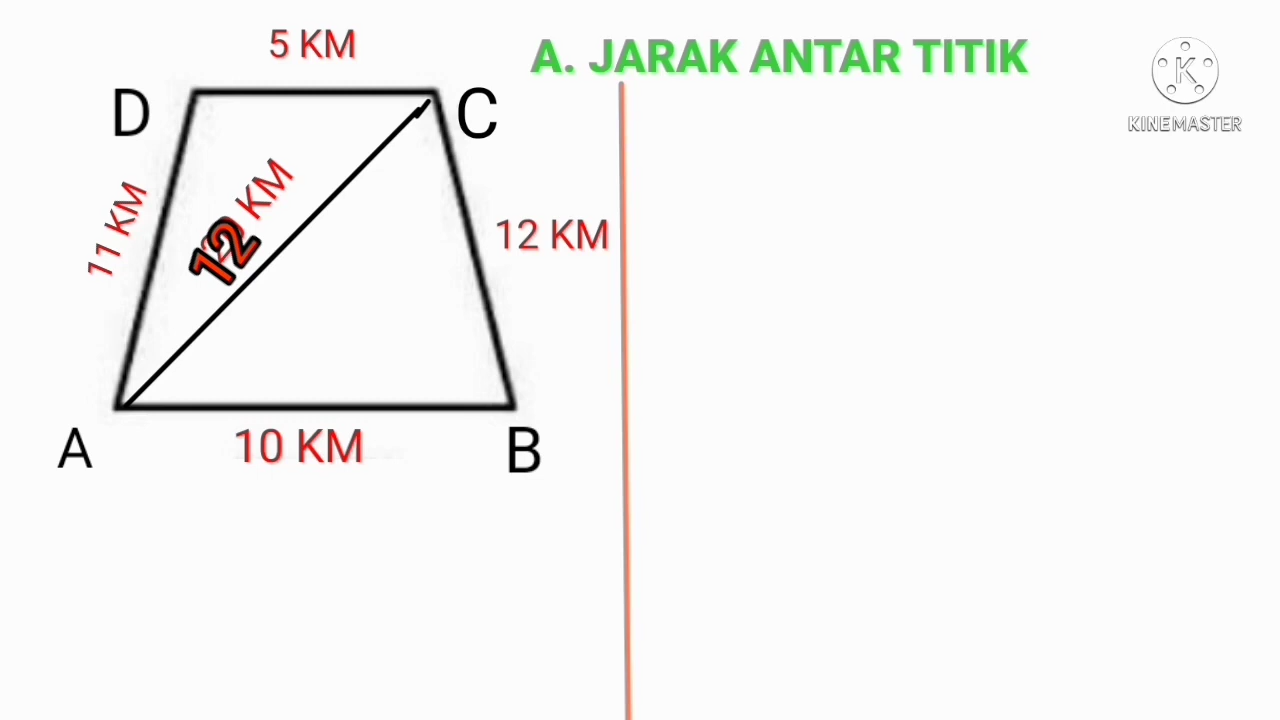 5 KM
A. JARAK ANTAR TITIK
K
KINEMASTER
D
C
11 KM
12 KM
12 KM
A
10 KM
B